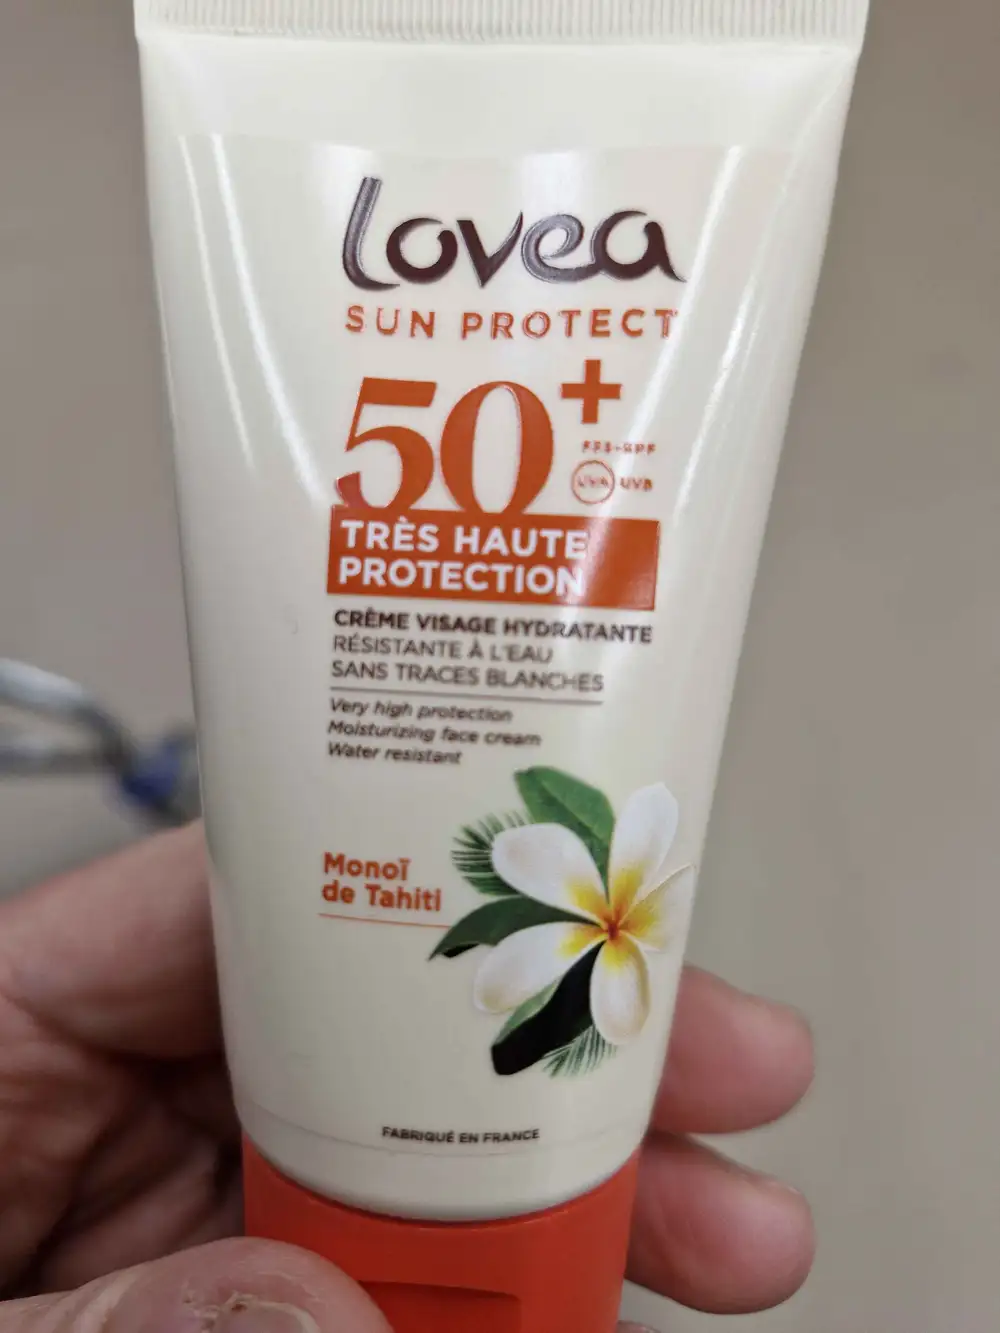 Lovea
SUN PROTECT
50+
FPS-SPF
UVA UVB
TRÈS HAUTE
PROTECTION
CRÈME VISAGE HYDRATANTE
RÉSISTANTE À L'EAU
SANS TRACES BLANCHES
Very high protection
Moisturizing face cream
Water resistant
Monoï
de Tahiti
FABRIQUÉ EN FRANCE